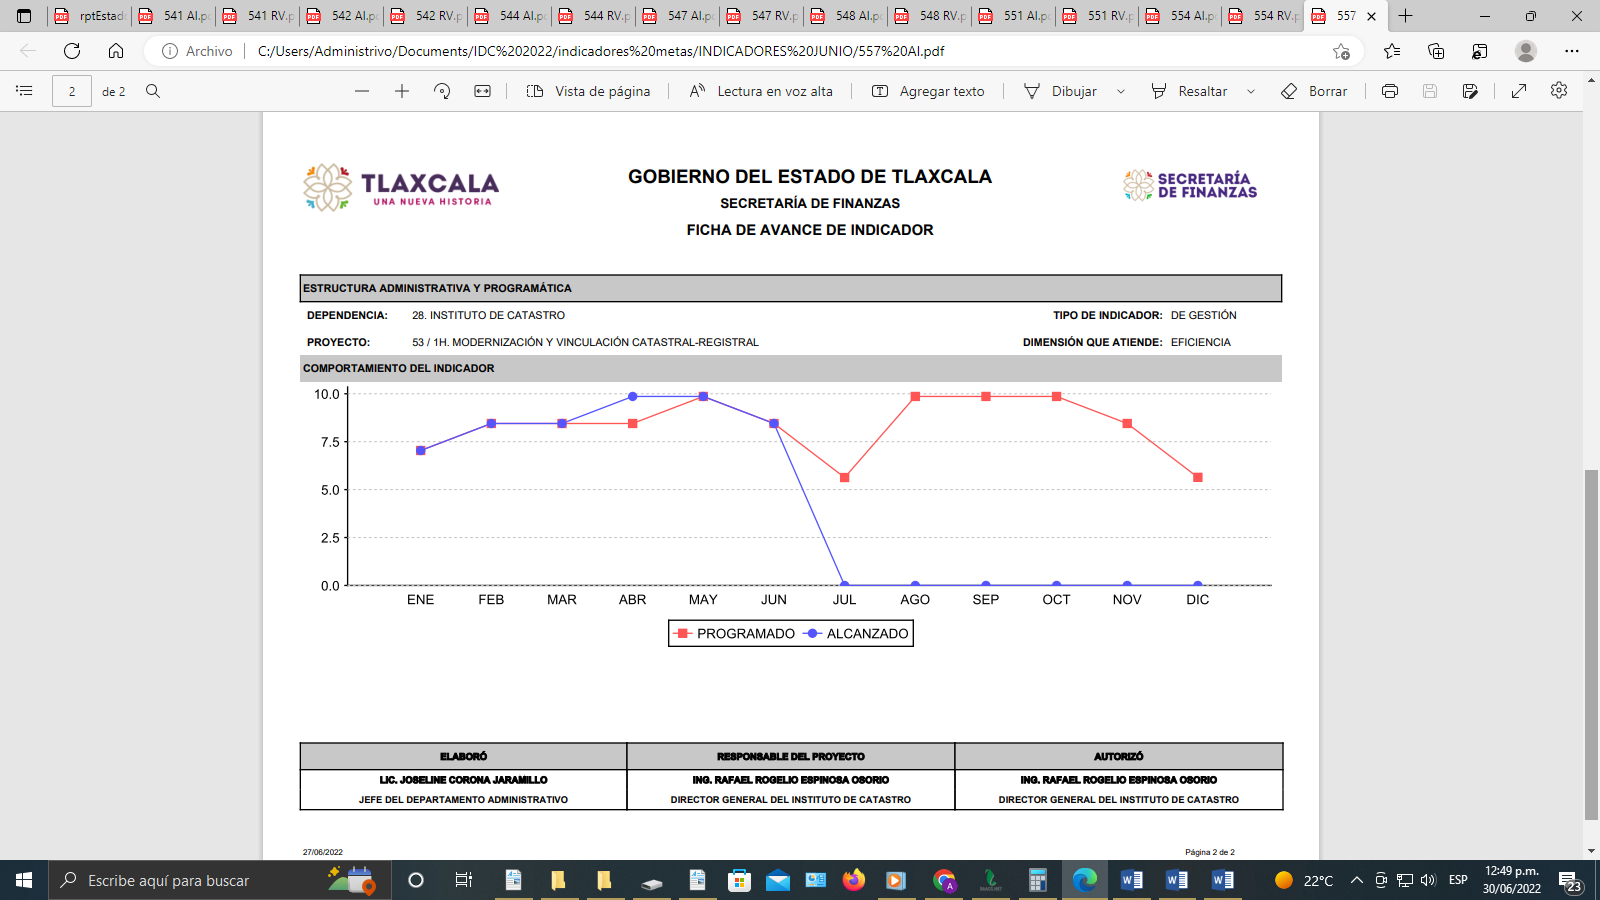 rptEstad
541 AI.p
541 RV.p
542 AI.p
542 RV.p
544 AI.p
544 RV.p
547 AI.p
547 RV.p
548 AI.p
548 RV.p
551 AI.p
551 RV.p
554 AI.p
554 RV.p
557
Archivo
C:/Users/Administrivo/Documents/IDC%202022/indicadores%20metas/INDICADORES%20JUNIO/557%20AI.pdf
2 de 2
Vista de página
Lectura en voz alta
Agregar texto
Dibujar
Resaltar
Borrar
TLAXCALA
UNA NUEVA HISTORIA
GOBIERNO DEL ESTADO DE TLAXCALA
SECRETARÍA DE FINANZAS
FICHA DE AVANCE DE INDICADOR
SECRETARÍA
DE FINANZAS
ESTRUCTURA ADMINISTRATIVA Y PROGRAMÁTICA
DEPENDENCIA: 28. INSTITUTO DE CATASTRO TIPO DE INDICADOR: DE GESTIÓN
PROYECTO: 53 / 1H. MODERNIZACIÓN Y VINCULACIÓN CATASTRAL-REGISTRAL DIMENSIÓN QUE ATIENDE: EFICIENCIA
COMPORTAMIENTO DEL INDICADOR
10.0
7.5
5.0
2.5
0.0
ENE FEB MAR ABR MAY JUN JUL AGO SEP OCT NOV DIC
PROGRAMADO ALCANZADO
ELABORÓ RESPONSABLE DEL PROYECTO AUTORIZÓ
LIC. JOSELINE CORONA JARAMILLO ING. RAFAEL ROGELIO ESPINOSA OSORIO ING. RAFAEL ROGELIO ESPINOSA OSORIO
JEFE DEL DEPARTAMENTO ADMINISTRATIVO DIRECTOR GENERAL DEL INSTITUTO DE CATASTRO DIRECTOR GENERAL DEL INSTITUTO DE CATASTRO
27/06/2022 Página 2 de 2
Escribe aquí para buscar
22°C
ESP
12:49 p.m.
30/06/2022
23